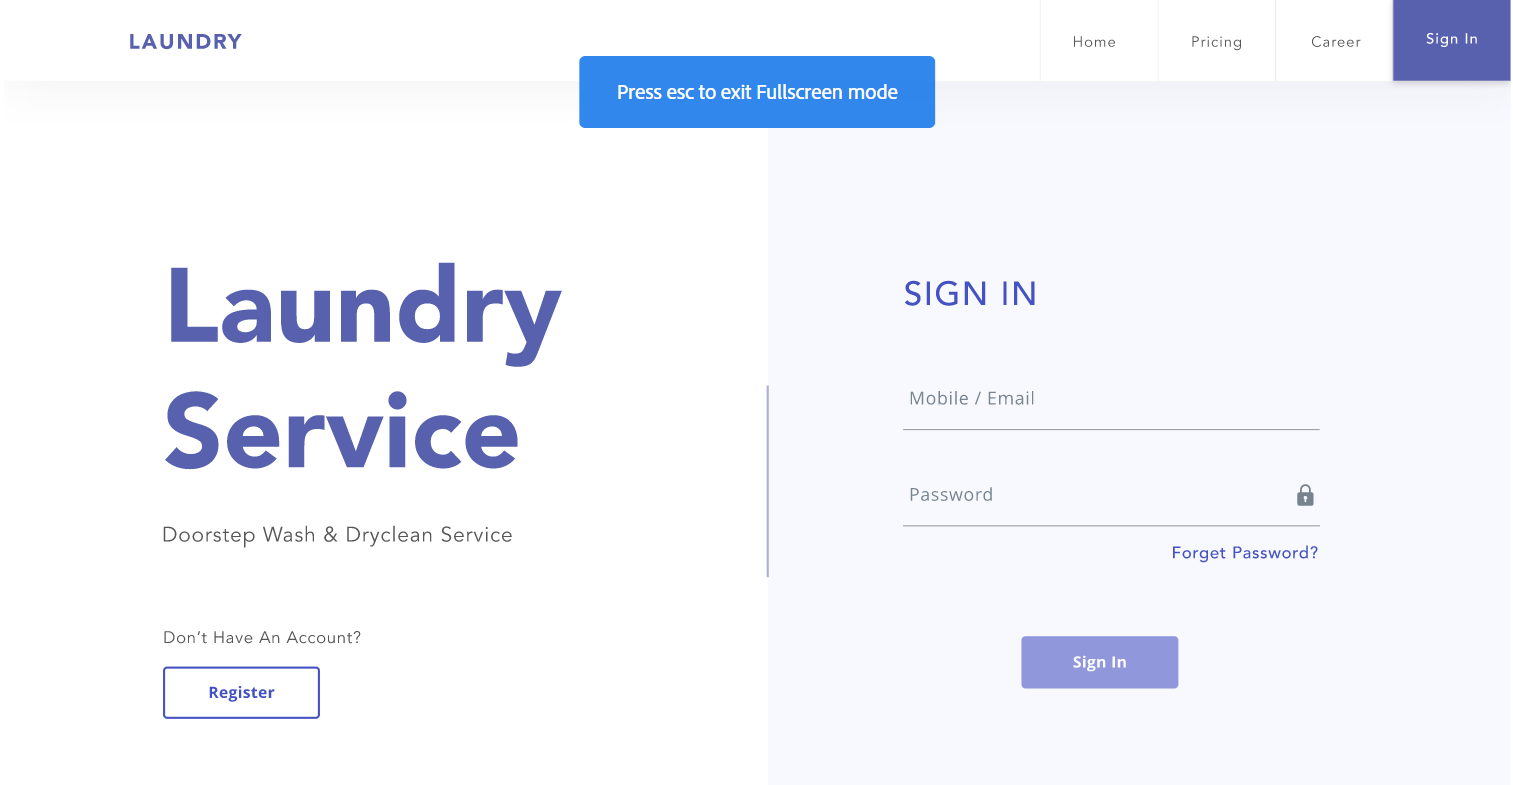 LAUNDRY
Home
Pricing
Career
Sign In
Press esc to exit Fullscreen mode
Laundry
Service
Doorstep Wash & Dryclean Service
Don't Have An Account?
Register
SIGN IN
Mobile / Email
Password
Forget Password?
Sign In